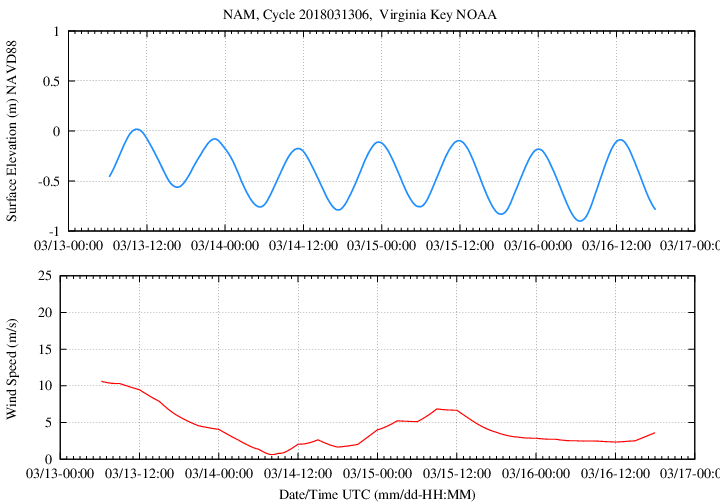 NAM, Cycle 2018031306,  Virginia Key NOAA
Surface Elevation (m) NAVD88
1
0.5
0
-0.5
-1
03/13-00:00 03/13-12:00 03/14-00:00 03/14-12:00 03/15-00:00 03/15-12:00 03/16-00:00 03/16-12:00 03/17-00:00
Wind Speed (m/s)
25
20
15
10
5
0
03/13-00:00 03/13-12:00 03/14-00:00 03/14-12:00 03/15-00:00 03/15-12:00 03/16-00:00 03/16-12:00 03/17-00:00
Date/Time UTC (mm/dd-HH:MM)